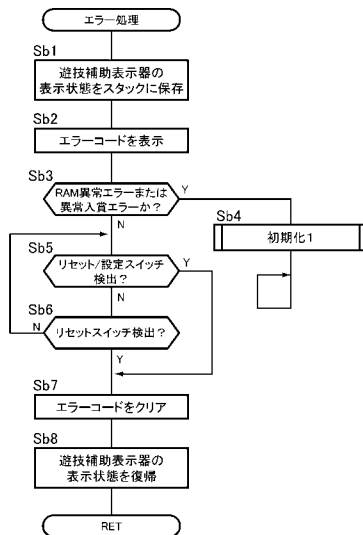 エラー処理
Sb1
遊技補助表示器の
表示状態をスタックに保存
Sb2
エラーコードを表示
Sb3
RAM異常エラーまたは
異常入賞エラーか?
Y
N
Sb4
初期化1
Sb5
リセット/設定スイッチ
検出?
Y
N
Sb6
リセットスイッチ検出?
N
Y
Sb7
エラーコードをクリア
Sb8
遊技補助表示器の
表示状態を復帰
RET